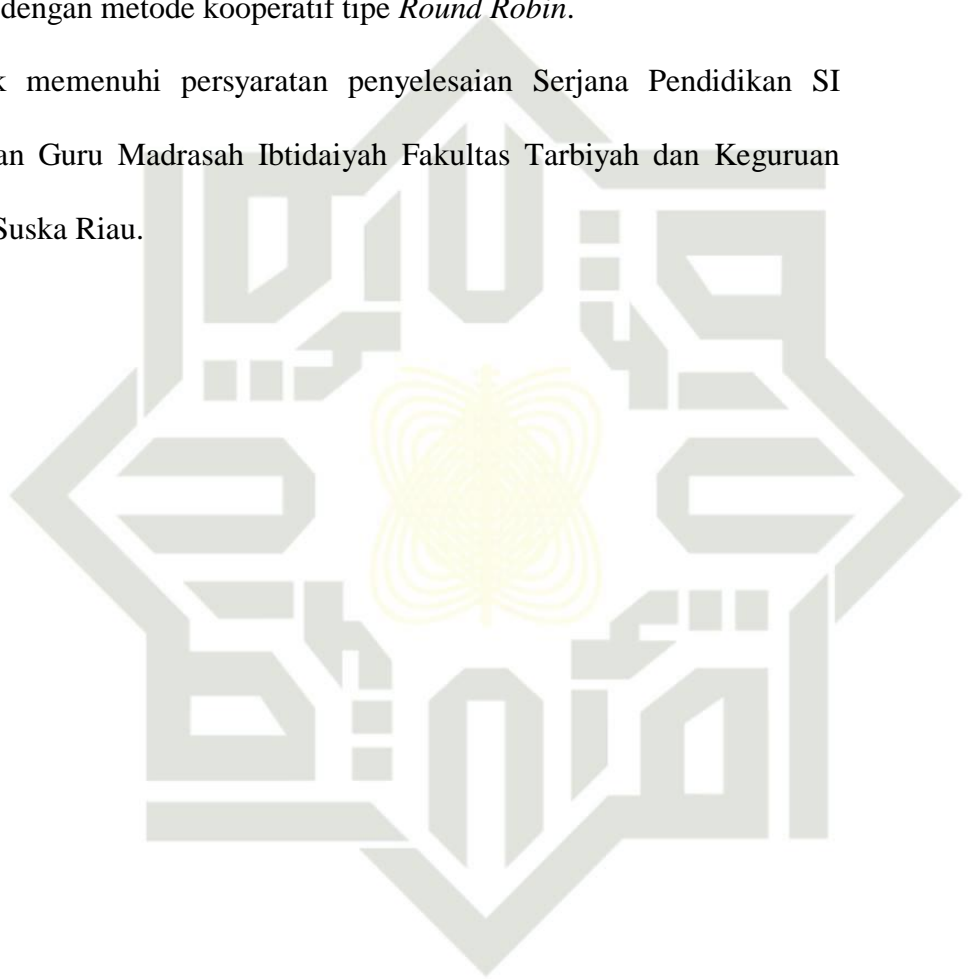 dengan metode kooperatif tipe Round Robin.
memenuhi persyaratan penyelesaian Serjana Pendidikan SI
an Guru Madrasah Ibtidaiyah Fakultas Tarbiyah dan Keguruan
Suska Riau.